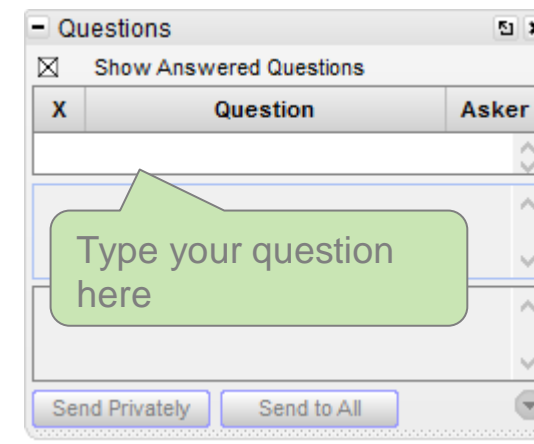 Questions
Show Answered Questions
X Question Asker
Type your question
here
Send Privately Send to All